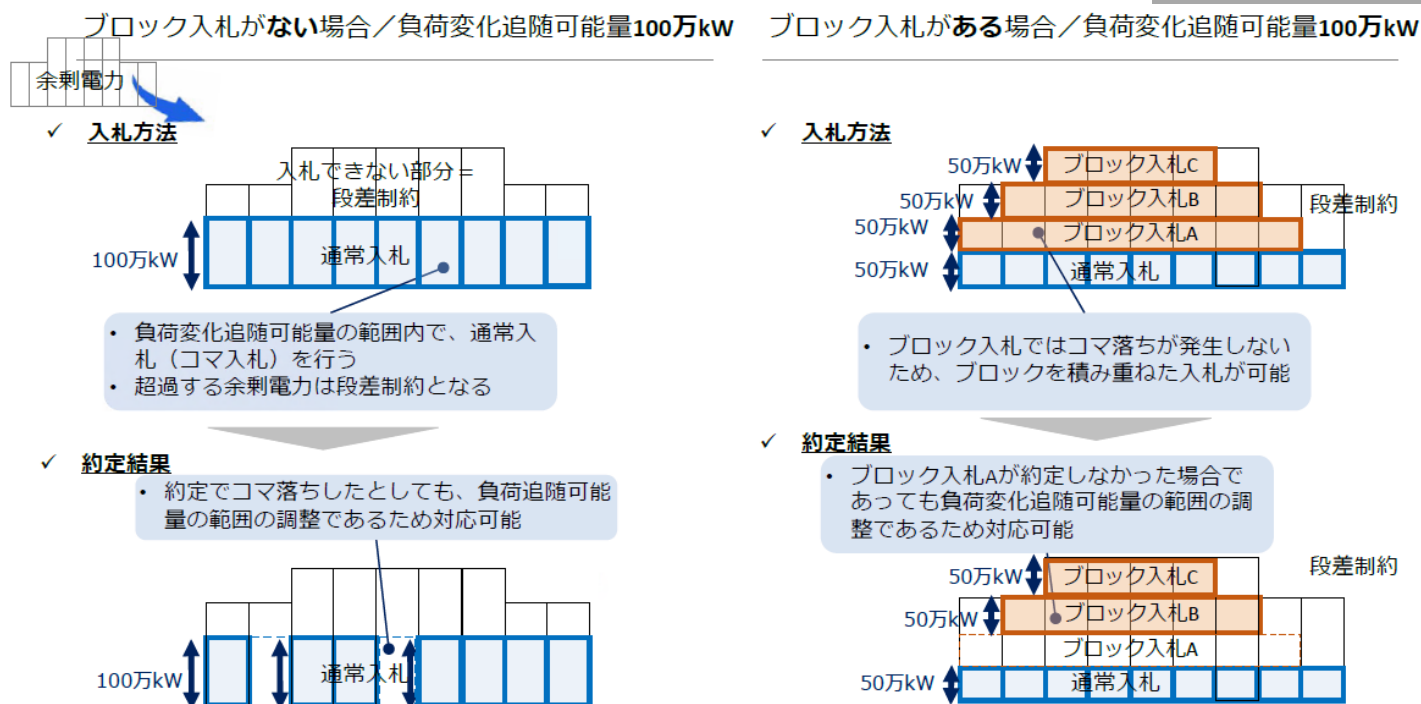 ブロック入札がない場合／負荷変化追随可能量100万kW
余剰電力
✓ 入札方法
入札できない部分＝
段差制約
100万kW
通常入札
• 負荷変化追随可能量の範囲内で、通常入
札（コマ入札）を行う
• 超過する余剰電力は段差制約となる
✓ 約定結果
• 約定でコマ落ちしたとしても、負荷追随可能
量の範囲の調整であるため対応可能
100万kW
通常入札
ブロック入札がある場合／負荷変化追随可能量100万kW
✓ 入札方法
50万kW
ブロック入札C
50万kW
ブロック入札B
段差制約
50万kW
ブロック入札A
50万kW
通常入札
• ブロック入札ではコマ落ちが発生しない
ため、ブロックを積み重ねた入札が可能
✓ 約定結果
• ブロック入札Aが約定しなかった場合で
あっても負荷変化追随可能量の範囲の調
整であるため対応可能
段差制約
50万kW
ブロック入札C
50万kW
ブロック入札B
ブロック入札A
50万kW
通常入札